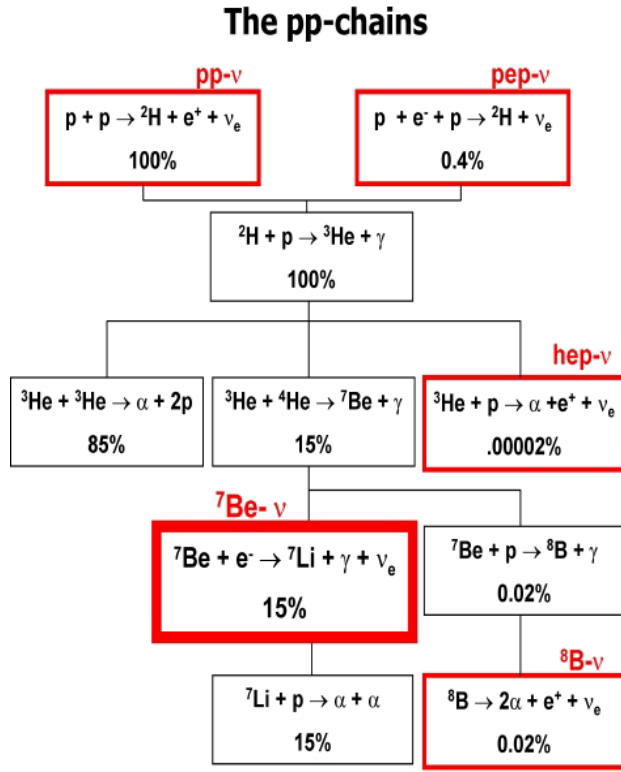 The pp-chains
pp-ν
pep-ν
p + p → ²H + e⁺ + νₑ
100%
p + e⁻ + p → ²H + νₑ
0.4%
²H + p → ³He + γ
100%
hep-ν
³He + ³He → α + 2p
85%
³He + ⁴He → ⁷Be + γ
15%
³He + p → α +e⁺ + νₑ
.00002%
⁷Be- ν
⁷Be + e⁻ → ⁷Li + γ + νₑ
15%
⁷Be + p → ⁸B + γ
0.02%
⁸B-ν
⁷Li + p → α + α
15%
⁸B → 2α + e⁺ + νₑ
0.02%